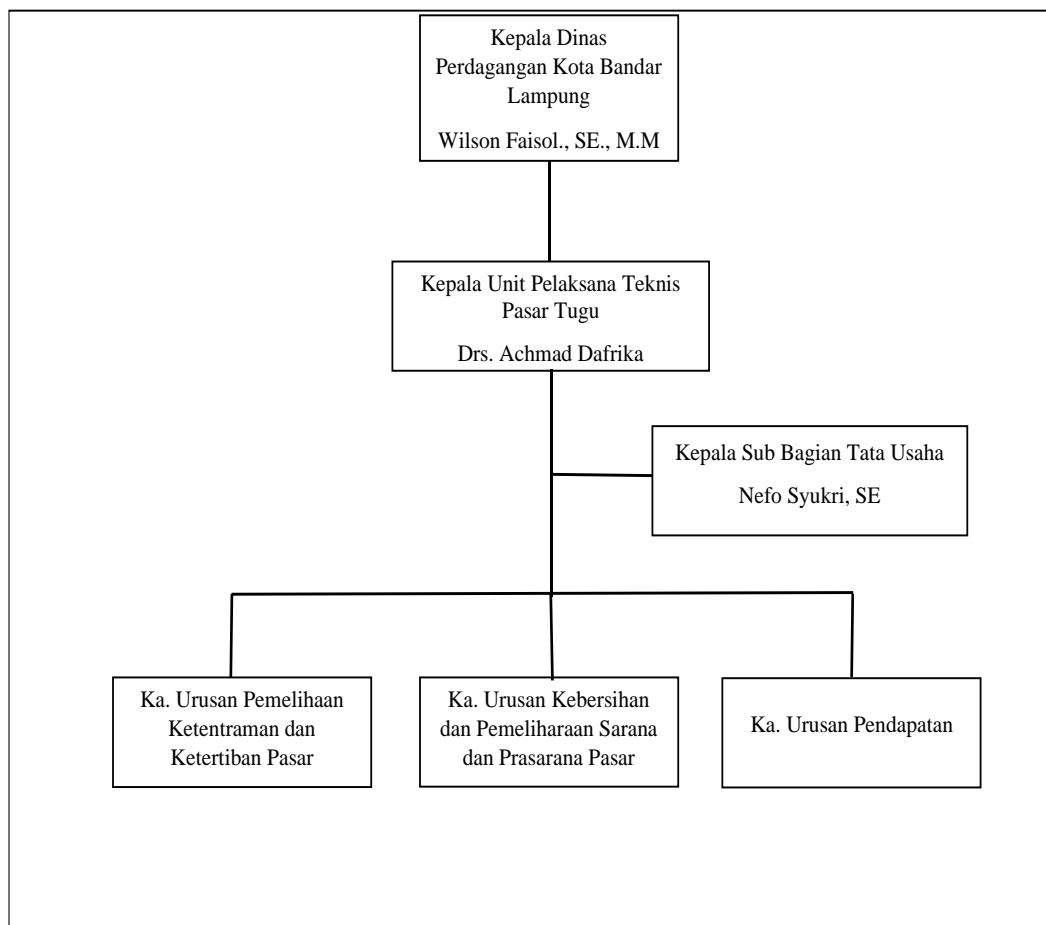 Kepala Dinas
Perdagangan Kota Bandar
Lampung
Wilson Faisol., SE., M.M
Kepala Unit Pelaksana Teknis
Pasar Tugu
Drs. Achmad Dafrika
Kepala Sub Bagian Tata Usaha
Nefo Syukri, SE
Ka. Urusan Pemelihaan
Ketentraman dan
Ketertiban Pasar
Ka. Urusan Kebersihan
dan Pemeliharaan Sarana
dan Prasarana Pasar
Ka. Urusan Pendapatan